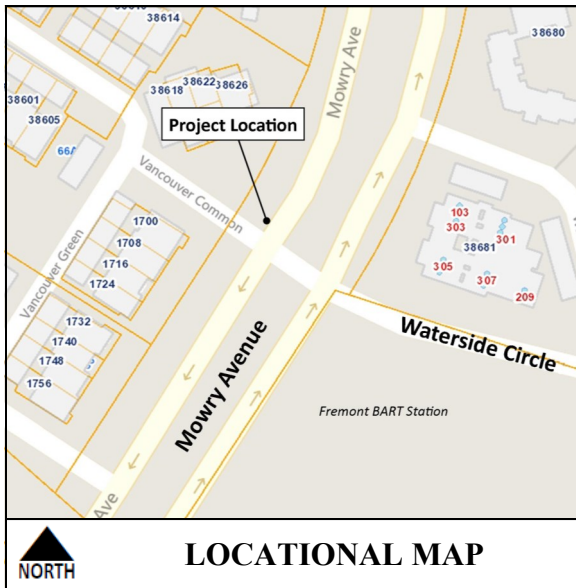 38614
38680
Mowry Ave
38622
38618
38626
38601
38605
Project Location
66A
Vancouver Common
103
303
301
38681
305
307
209
1700
1708
1716
1724
Vancouver Green
1732
1740
1748
1756
Mowry Avenue
Waterside Circle
Fremont BART Station
Ave
NORTH
LOCATIONAL MAP